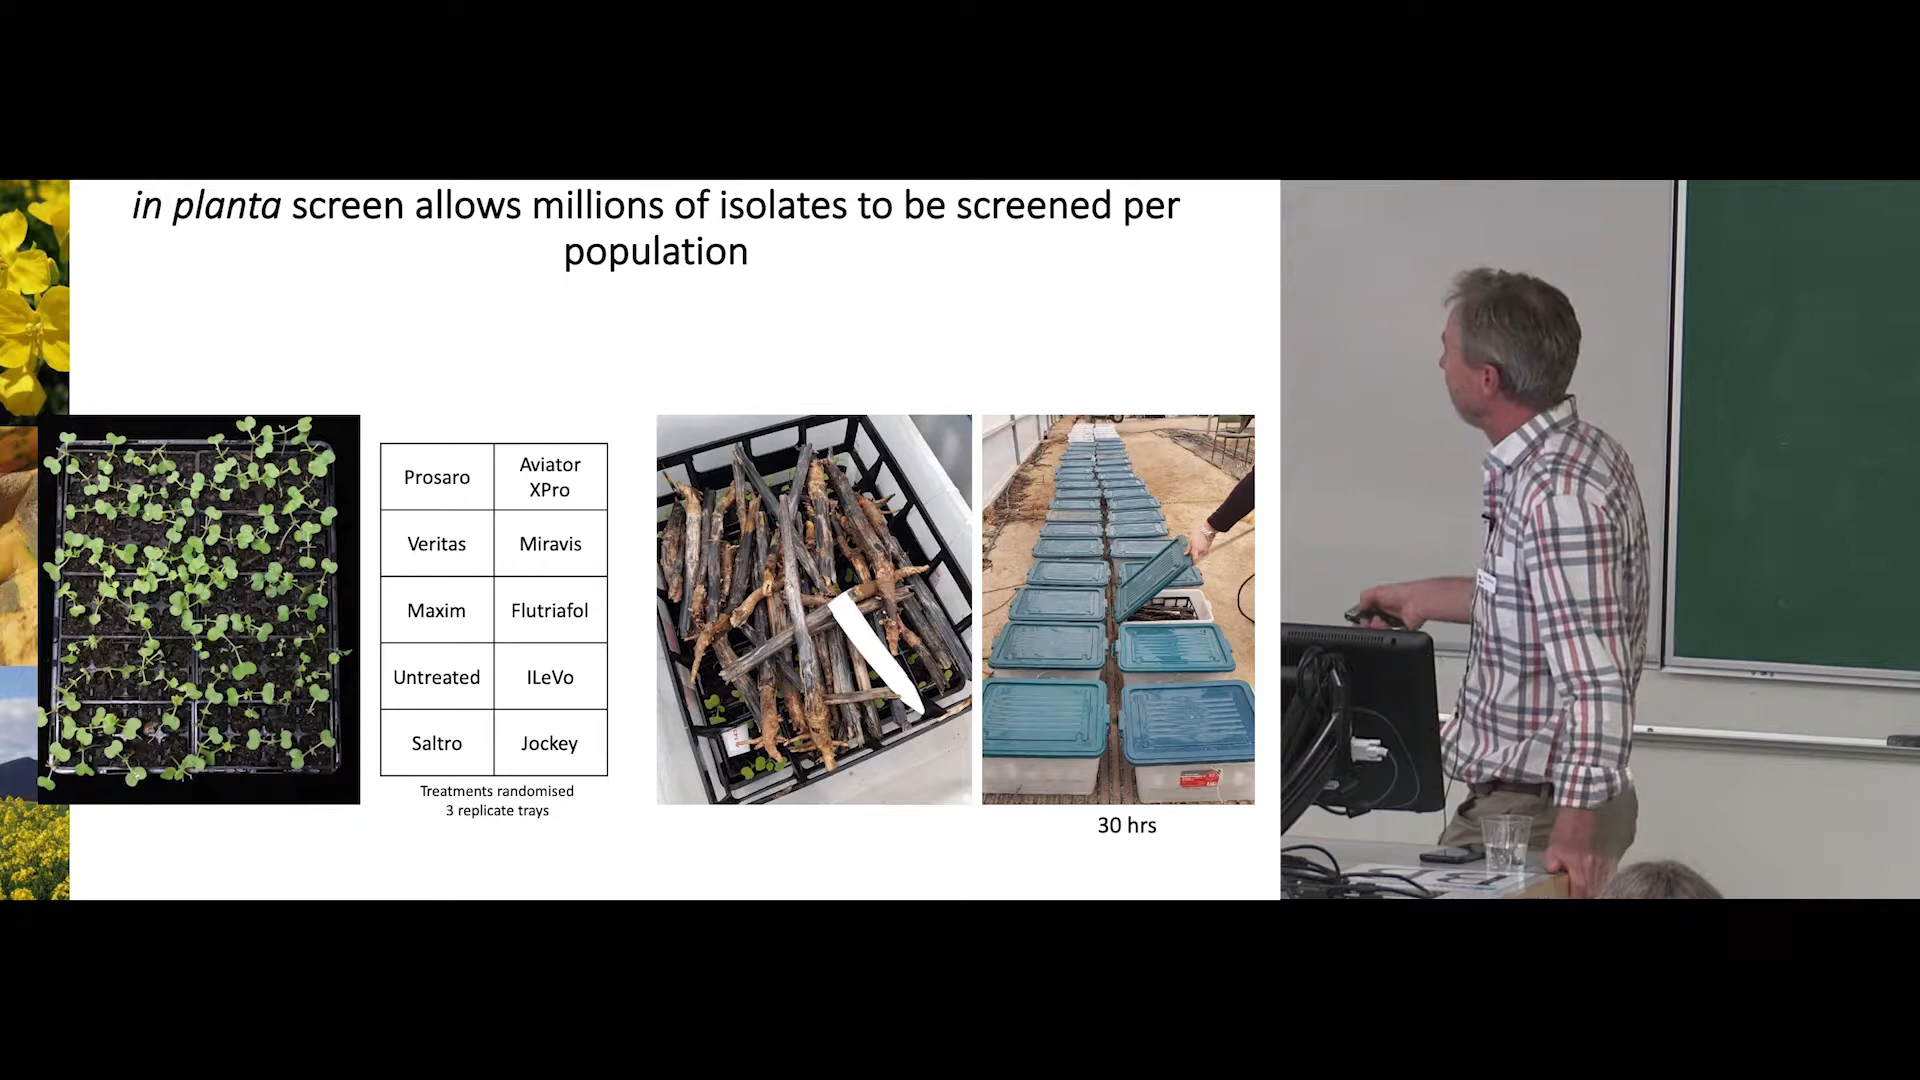 in planta screen allows millions of isolates to be screened per
population
Prosaro
Aviator
XPro
Veritas
Miravis
Maxim
Flutriafol
Untreated
ILeVo
Saltro
Jockey
Treatments randomised
3 replicate trays
30 hrs